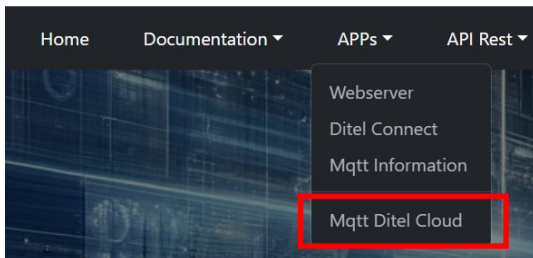 Home Documentation APPs API Rest
Webserver
Ditel Connect
Mqtt Information
Mqtt Ditel Cloud